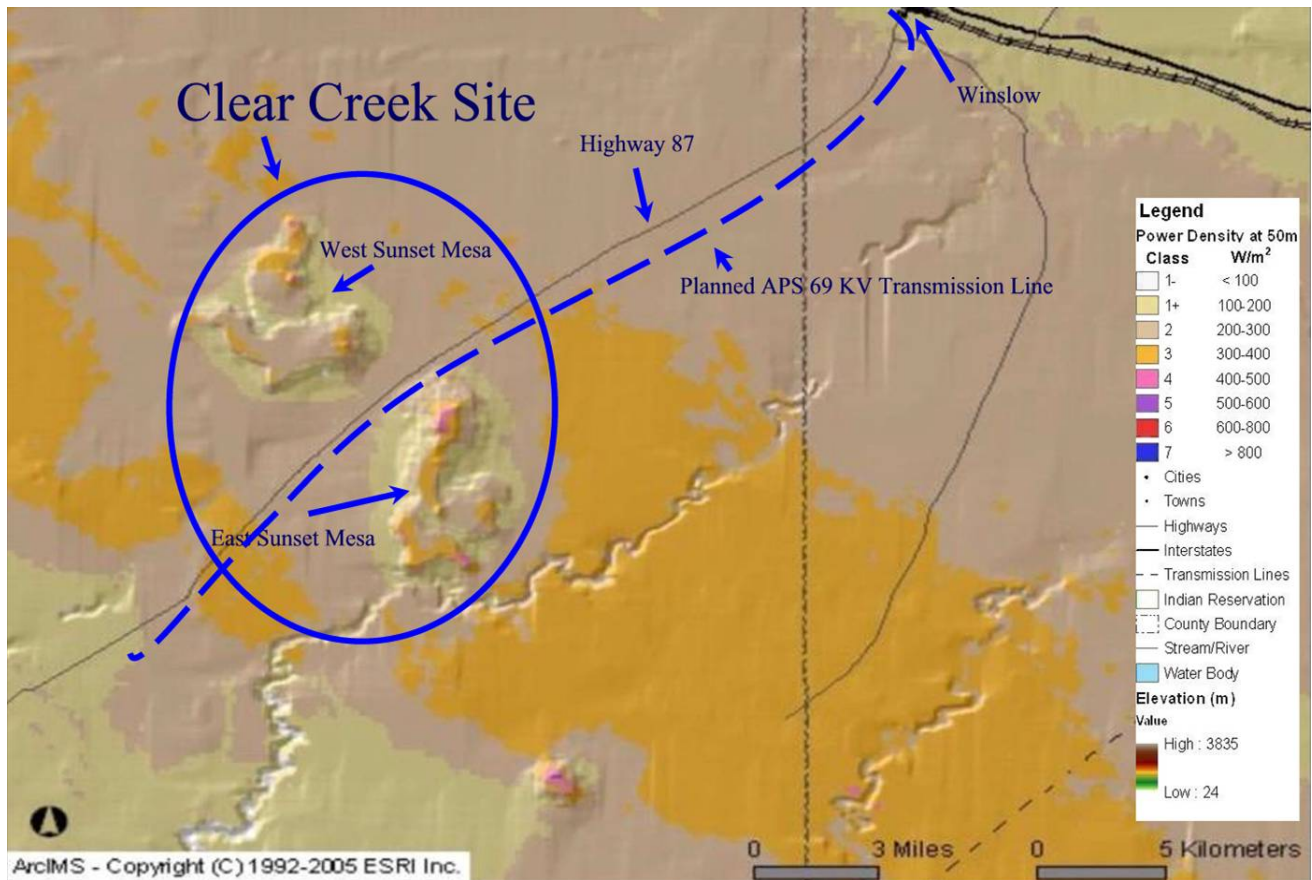 Clear Creek Site
Winslow
Highway 87
West Sunset Mesa
Planned APS 69 KV Transmission Line
East Sunset Mesa
Legend
Power Density at 50m
Class W/m²
1- < 100
1+ 100-200
2 200-300
3 300-400
4 400-500
5 500-600
6 600-800
7 > 800
Cities
Towns
Highways
Interstates
Transmission Lines
Indian Reservation
County Boundary
Stream/River
Water Body
Elevation (m)
Value
High : 3835
Low : 24
0 3 Miles 0 5 Kilometers
ArcIMS - Copyright (C) 1992-2005 ESRI Inc.